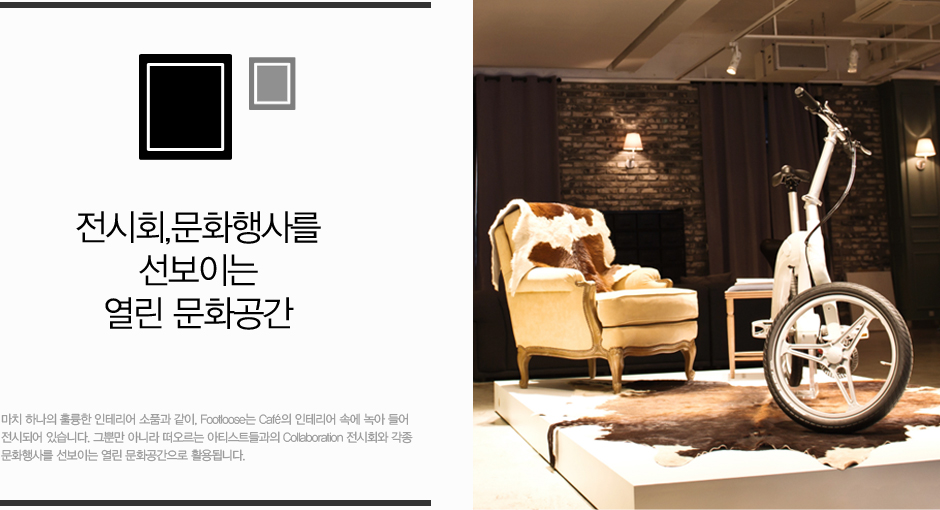 전시회,문화행사를
선보이는
열린 문화공간
마치 하나의 훌륭한 인테리어 소품과 같이, Footloose는 Café의 인테리어 속에 녹아 들어
전시되어 있습니다. 그뿐만 아니라 떠오르는 아티스트들과의 Collaboration 전시회와 각종
문화행사를 선보이는 열린 문화공간으로 활용됩니다.